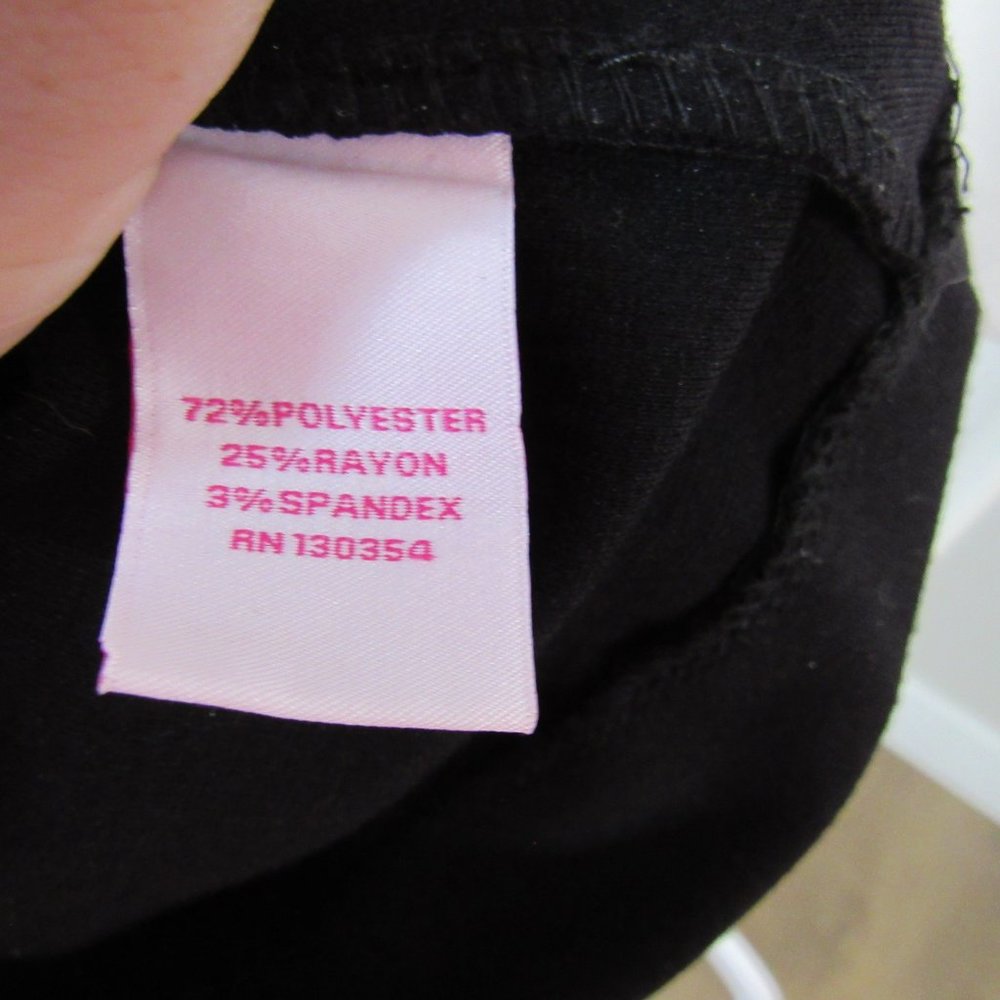 72%POLYESTER
25%RAYON
3%SPANDEX
RN 130354